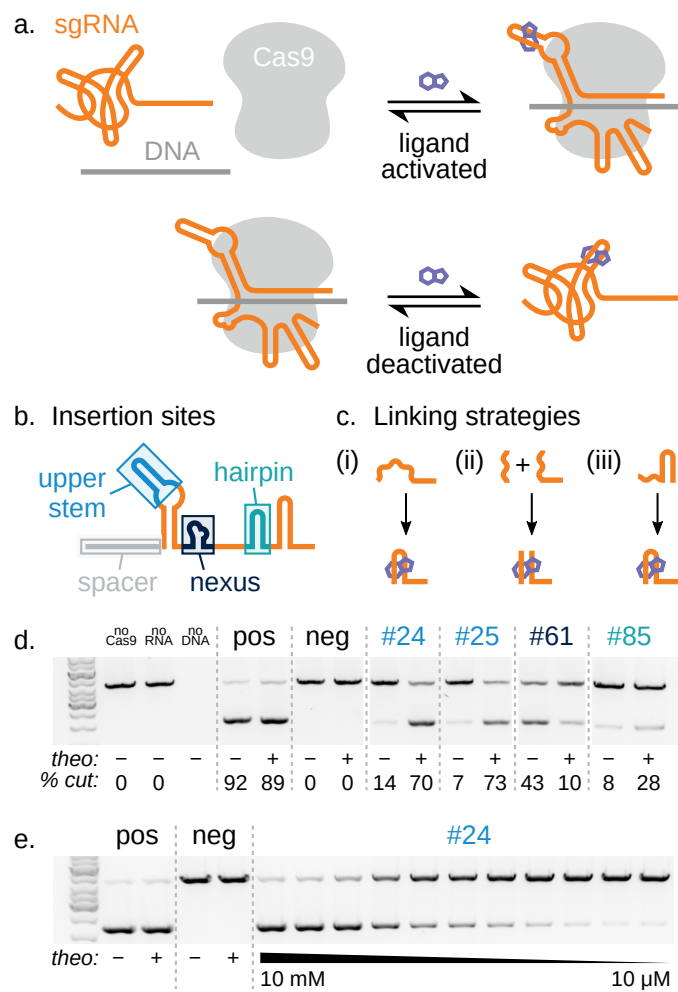 a. sgRNA
Cas9
DNA
ligand
activated
ligand
deactivated
b. Insertion sites
upper
stem
hairpin
spacer
nexus
c. Linking strategies
(i) (ii) + (iii)
d. no Cas9 no RNA no DNA pos neg #24 #25 #61 #85
theo: – – – – + – + – + – + – + – +
% cut: 0 0 92 89 0 0 14 70 7 73 43 10 8 28
e. pos neg #24
theo: – + – +
10 mM 10 µM